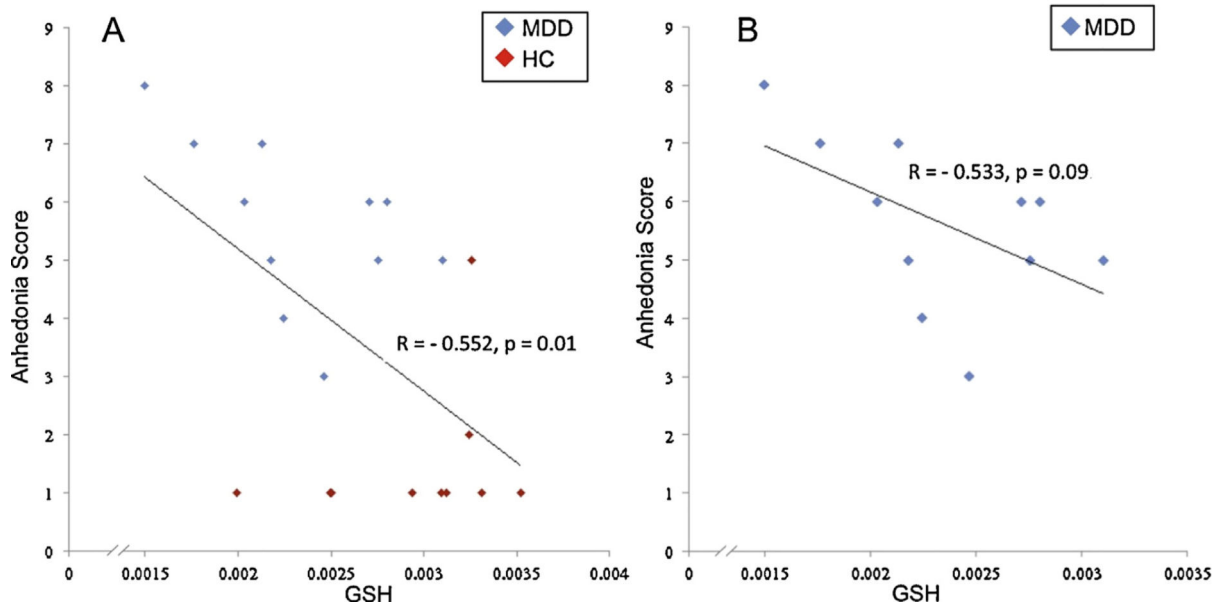 A
MDD
HC
9
8
7
6
5
4
3
2
1
0
Anhedonia Score
R = - 0.552, p = 0.01
0 0.0015 0.002 0.0025 0.003 0.0035 0.004
GSH
B
MDD
9
8
7
6
5
4
3
2
1
0
Anhedonia Score
R = - 0.533, p = 0.09
0 0.0015 0.002 0.0025 0.003 0.0035
GSH